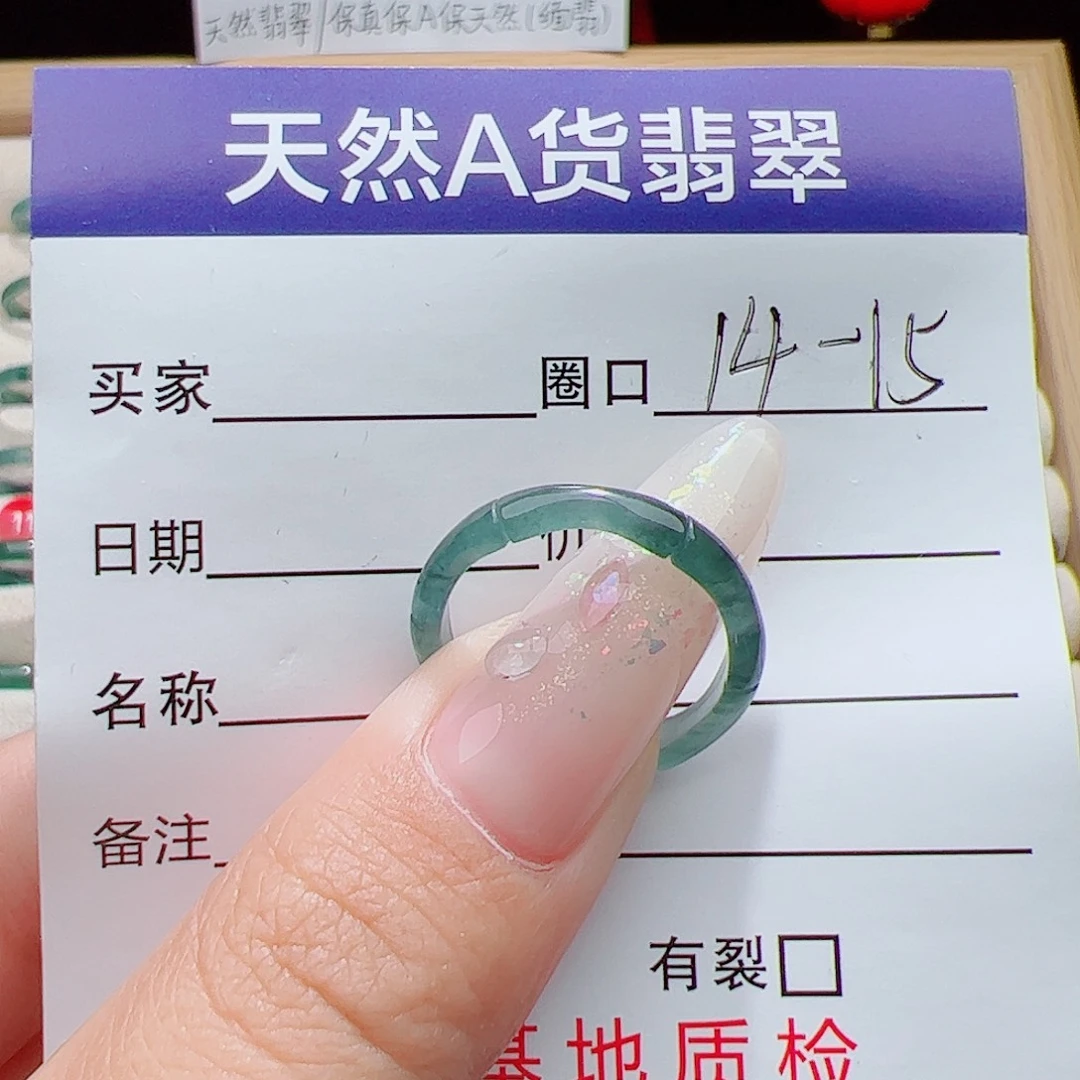 天然翡翠/保真保A保天然(缅翡)
天然A货翡翠
买家 圈口 14-15
日期
名称
备注
有裂□
基地质检